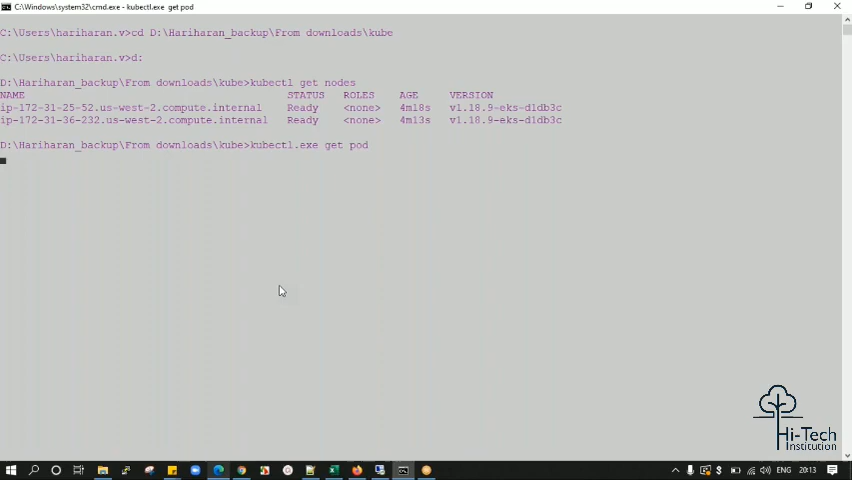 C:\Windows\system32\cmd.exe - kubectl.exe get pod
C:\Users\hariharan.v>cd D:\Hariharan_backup\From downloads\kube
C:\Users\hariharan.v>d:
D:\Hariharan_backup\From downloads\kube>kubectl get nodes
NAME STATUS ROLES AGE VERSION
ip-172-31-25-52.us-west-2.compute.internal Ready <none> 4m18s v1.18.9-eks-d1db3c
ip-172-31-36-232.us-west-2.compute.internal Ready <none> 4m13s v1.18.9-eks-d1db3c
D:\Hariharan_backup\From downloads\kube>kubectl.exe get pod
Hi-Tech
Institution
ENG 20:13